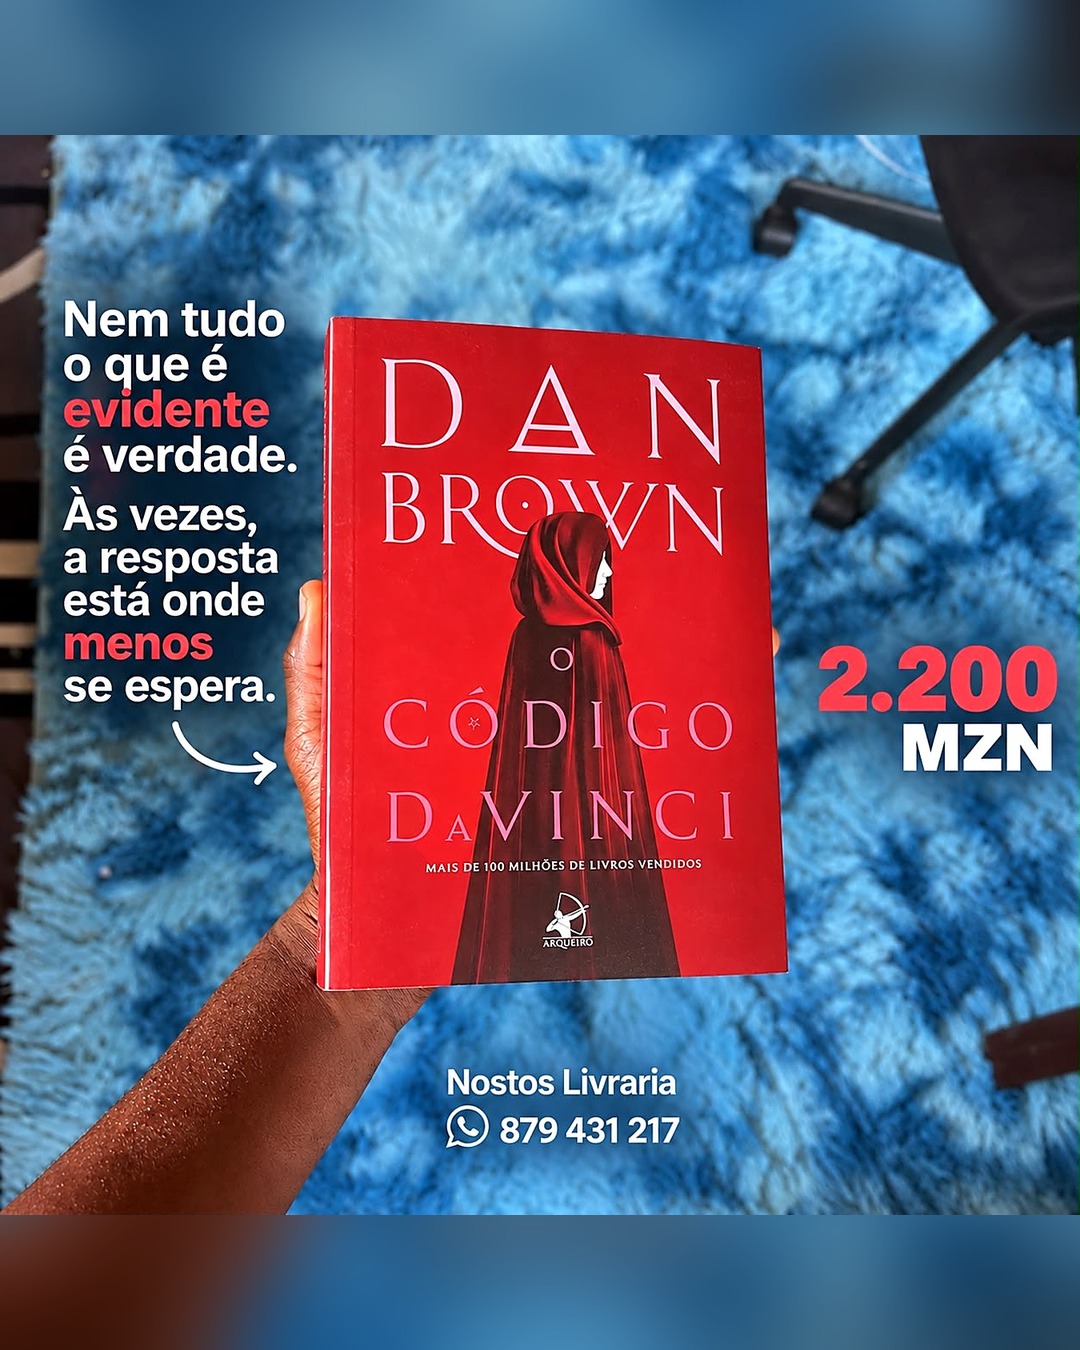 Nem tudo
o que é
evidente
é verdade.
Às vezes,
a resposta
está onde
menos
se espera.
DAN
BROWN
O
CÓDIGO
DA VINCI
MAIS DE 100 MILHÕES DE LIVROS VENDIDOS
ARQUEIRO
2.200
MZN
Nostos Livraria
879 431 217